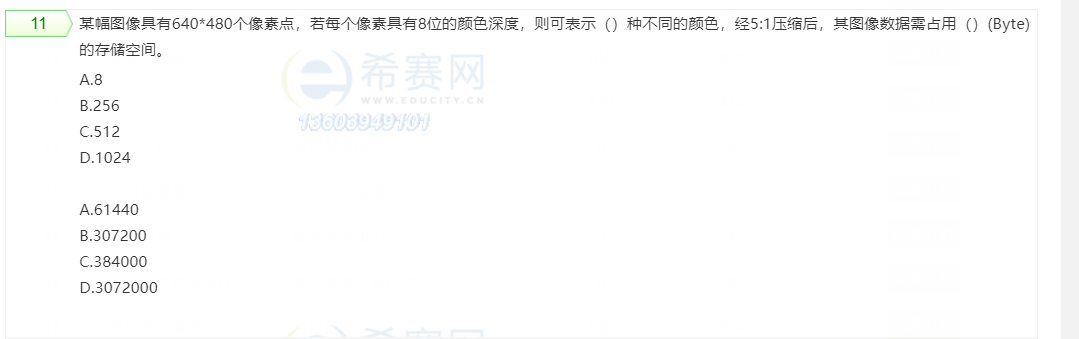 11
某幅图像具有640*480个像素点，若每个像素具有8位的颜色深度，则可表示（）种不同的颜色，经5:1压缩后，其图像数据需占用（）(Byte)
的存储空间。
A.8
希赛网
B.256
WWW.EDUCITY.CN
C.512
13603949101
D.1024
A.61440
B.307200
C.384000
D.3072000
希赛网